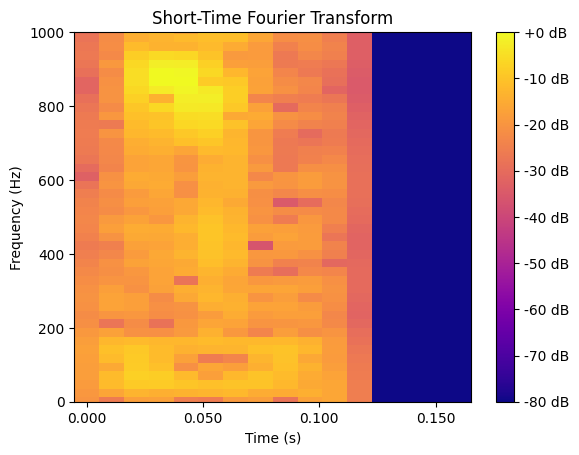 Short-Time Fourier Transform
Frequency (Hz)
1000
800
600
400
200
0
0.000
0.050
0.100
0.150
Time (s)
+0 dB
-10 dB
-20 dB
-30 dB
-40 dB
-50 dB
-60 dB
-70 dB
-80 dB